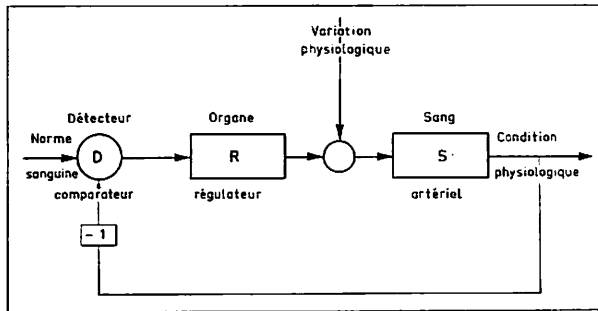 Variation
physiologique
Détecteur
Organe
Sang
Norme
D
R
S
Condition
sanguine
physiologique
comparateur
régulateur
artériel
- 1